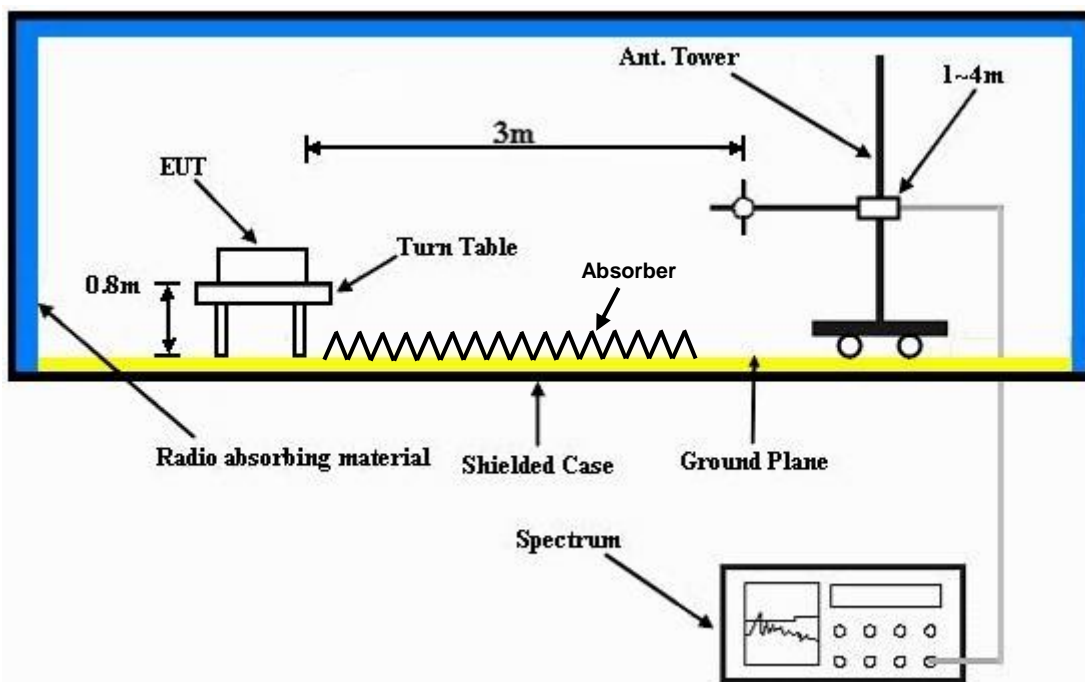 Ant. Tower
1~4m
3m
EUT
Turn Table
Absorber
0.8m
Radio absorbing material
Shielded Case
Ground Plane
Spectrum